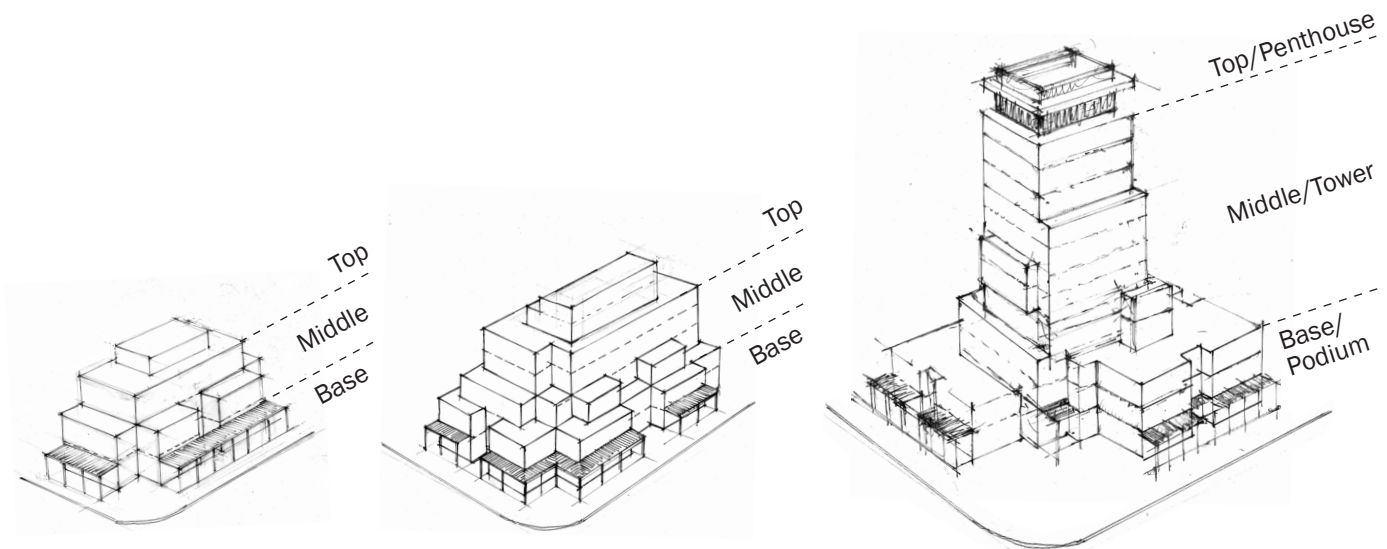 Top
Middle
Base
Top
Middle
Base
Top/Penthouse
Middle/Tower
Base/
Podium